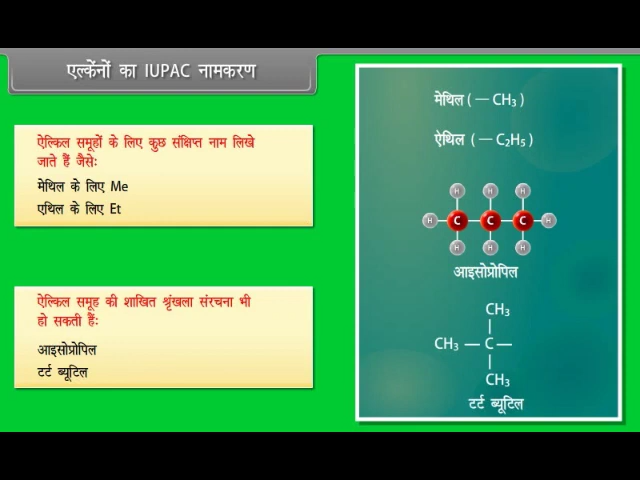 एल्केंनों का IUPAC नामकरण
ऐल्किल समूहों के लिए कुछ संक्षिप्त नाम लिखे
जाते हैं जैसे:
मेथिल के लिए Me
एथिल के लिए Et
ऐल्किल समूह की शाखित श्रृंखला संरचना भी
हो सकती हैं:
आइसोप्रोपिल
टर्ट ब्यूटिल
मेथिल ( — CH₃ )
ऐथिल ( — C₂H₅ )
H H H
H C C C H
H H H
आइसोप्रोपिल
CH₃
CH₃ — C —
CH₃
टर्ट ब्यूटिल